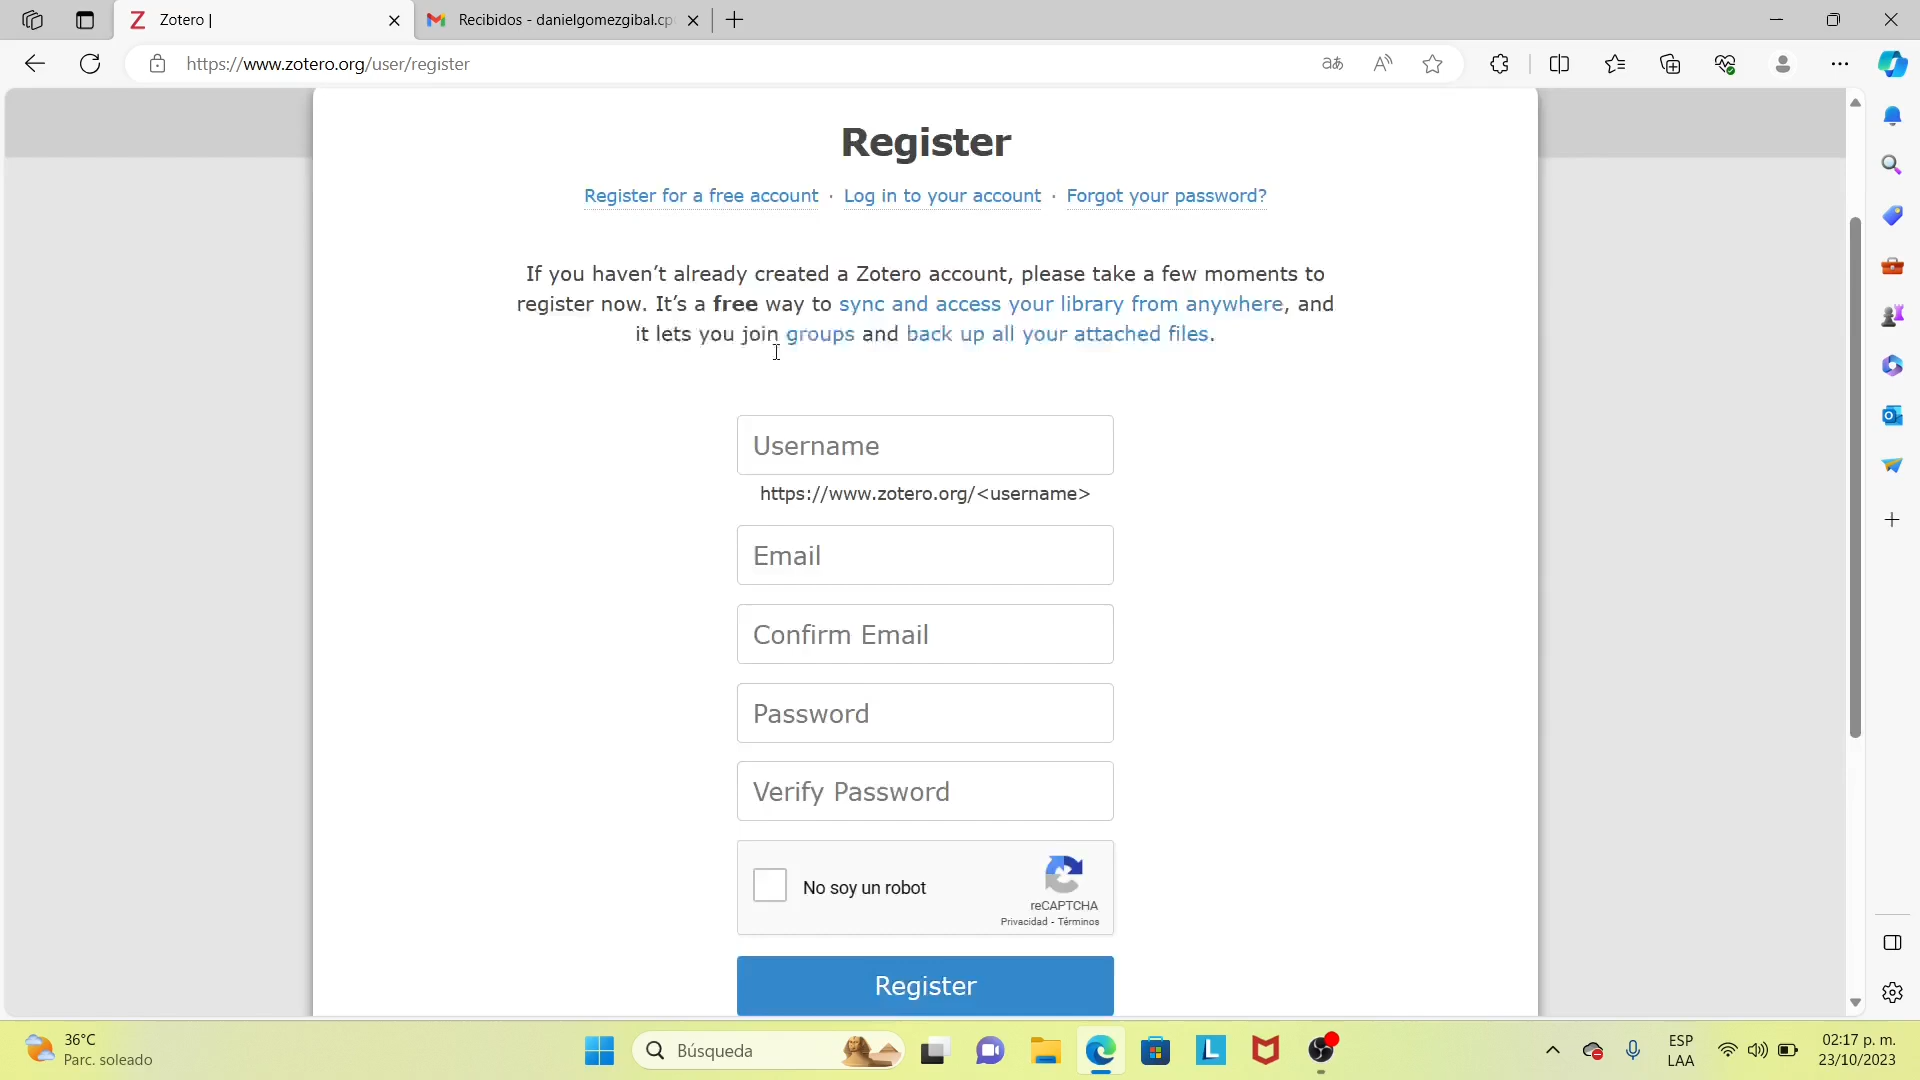 Zotero |
Recibidos - danielgomezgibal.cp
https://www.zotero.org/user/register
Register
Register for a free account · Log in to your account · Forgot your password?
If you haven’t already created a Zotero account, please take a few moments to
register now. It’s a free way to sync and access your library from anywhere, and
it lets you join groups and back up all your attached files.
Username
https://www.zotero.org/<username>
Email
Confirm Email
Password
Verify Password
No soy un robot
reCAPTCHA
Privacidad - Términos
Register
36°C
Parc. soleado
Búsqueda
ESP
LAA
02:17 p. m.
23/10/2023